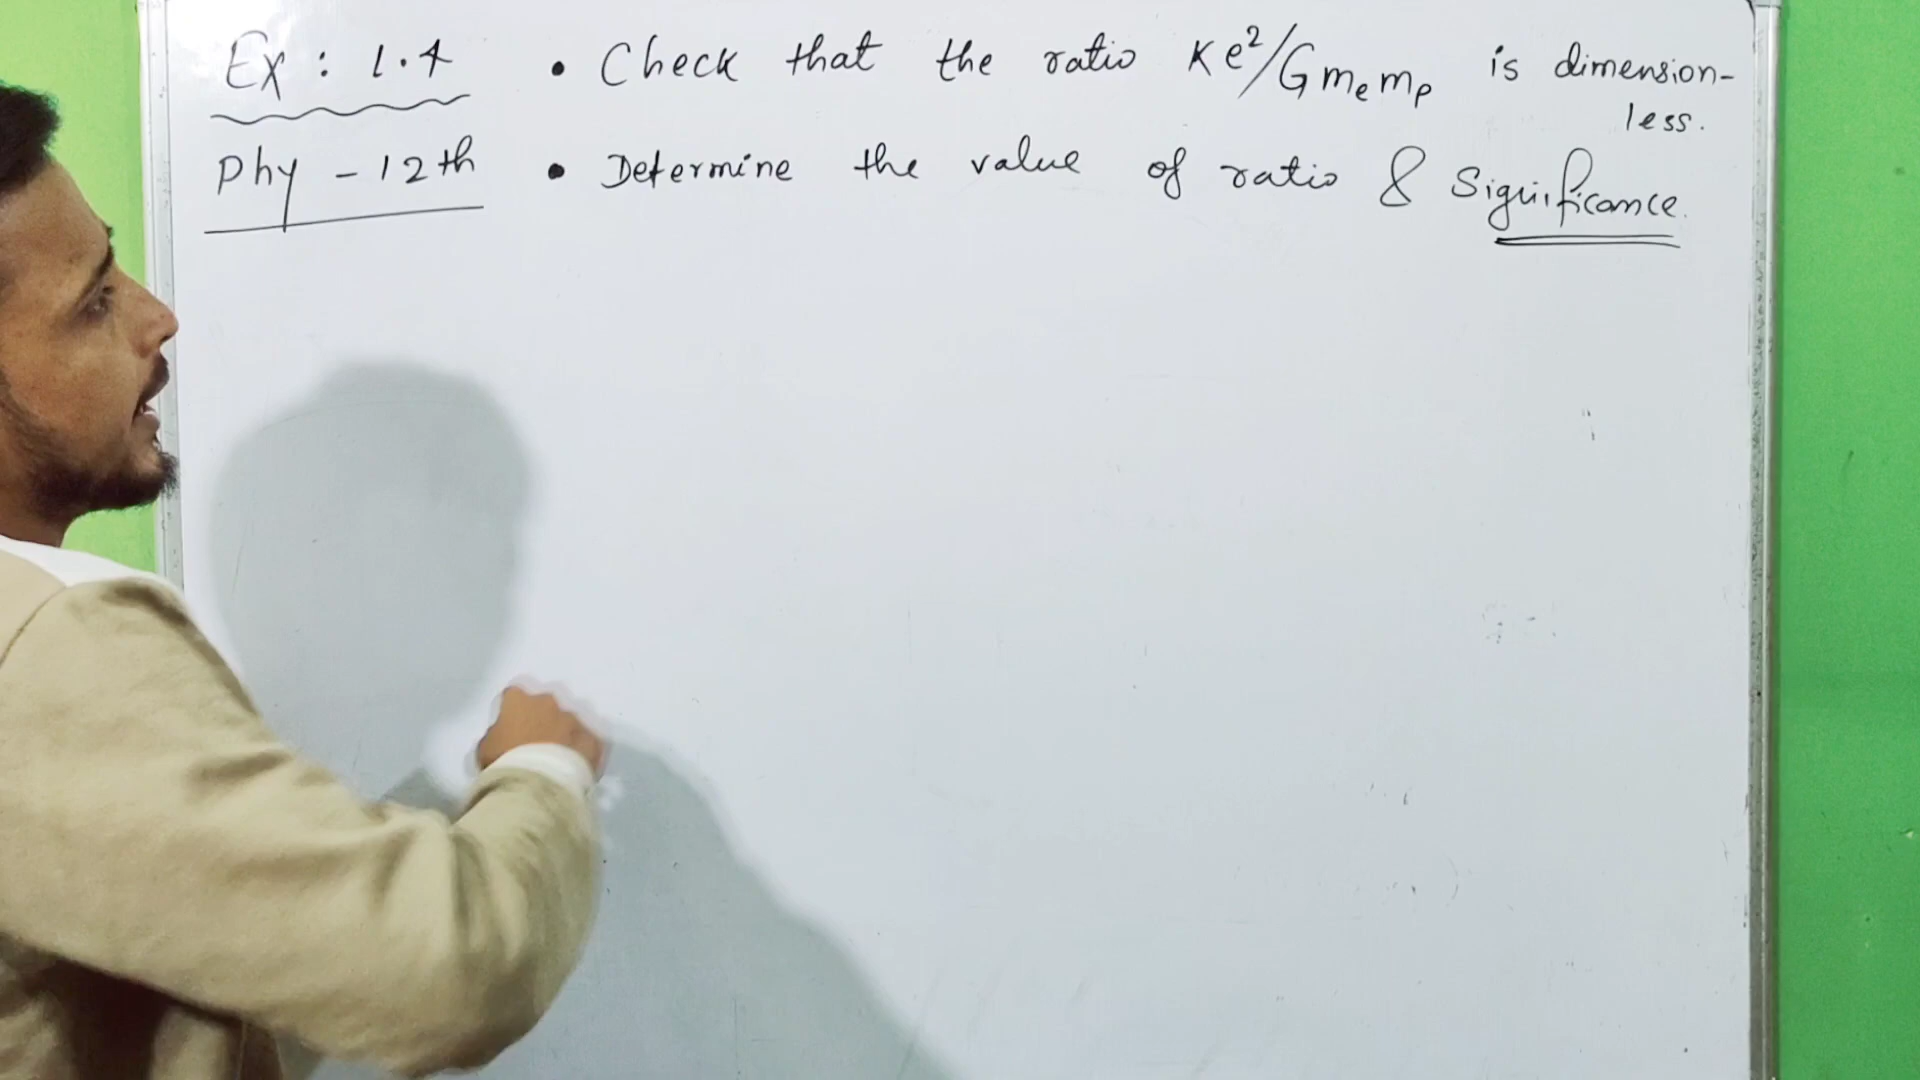 Ex : 1.4
• Check that the ratio Ke²/Gmemp is dimension-
less.
Phy - 12th
• Determine the value of ratio & Significance.